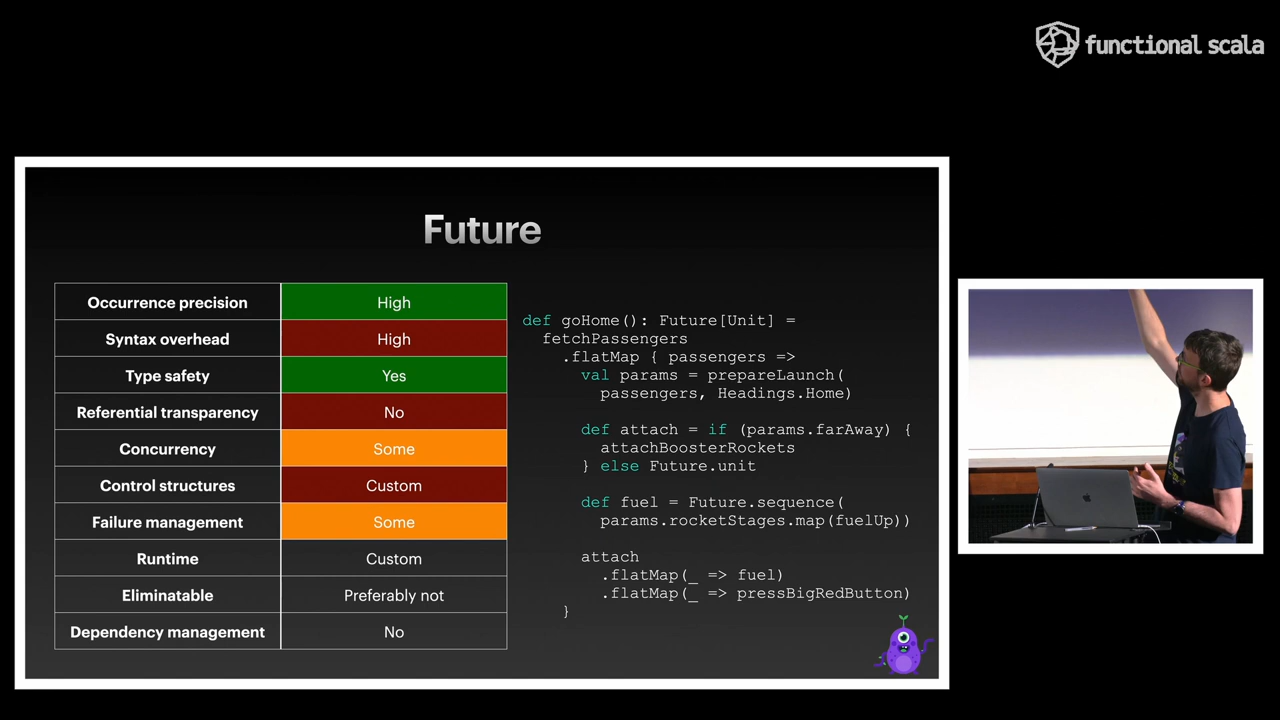 functional scala
Future
Occurrence precision High
Syntax overhead High
Type safety Yes
Referential transparency No
Concurrency Some
Control structures Custom
Failure management Some
Runtime Custom
Eliminatable Preferably not
Dependency management No
def goHome(): Future[Unit] =
fetchPassengers
.flatMap { passengers =>
val params = prepareLaunch(
passengers, Headings.Home)
def attach = if (params.farAway) {
attachBoosterRockets
} else Future.unit
def fuel = Future.sequence(
params.rocketStages.map(fuelUp))
attach
.flatMap(_ => fuel)
.flatMap(_ => pressBigRedButton)
}